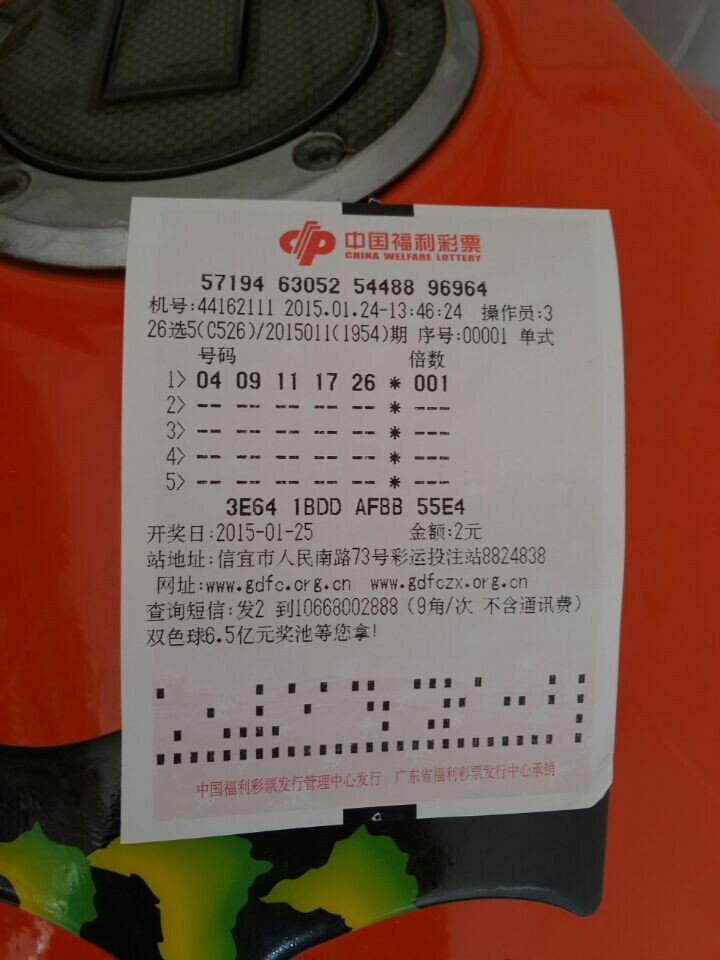 中国福利彩票
CHINA WELFARE LOTTERY
57194 63052 54488 96964
机号:44162111 2015.01.24-13:46:24 操作员:3
26选5(C526)/2015011(1954)期 序号:00001 单式
号码 倍数
1> 04 09 11 17 26 * 001
2> -- -- -- -- -- * ---
3> -- -- -- -- -- * ---
4> -- -- -- -- -- * ---
5> -- -- -- -- -- * ---
3E64 1BDD AFBB 55E4
开奖日:2015-01-25 金额:2元
站地址:信宜市人民南路73号彩运投注站8824838
网址:www.gdfc.org.cn www.gdfczx.org.cn
查询短信:发2 到10668002888(9角/次 不含通讯费)
双色球6.5亿元奖池等您拿!
中国福利彩票发行管理中心发行 广东省福利彩票发行中心承销